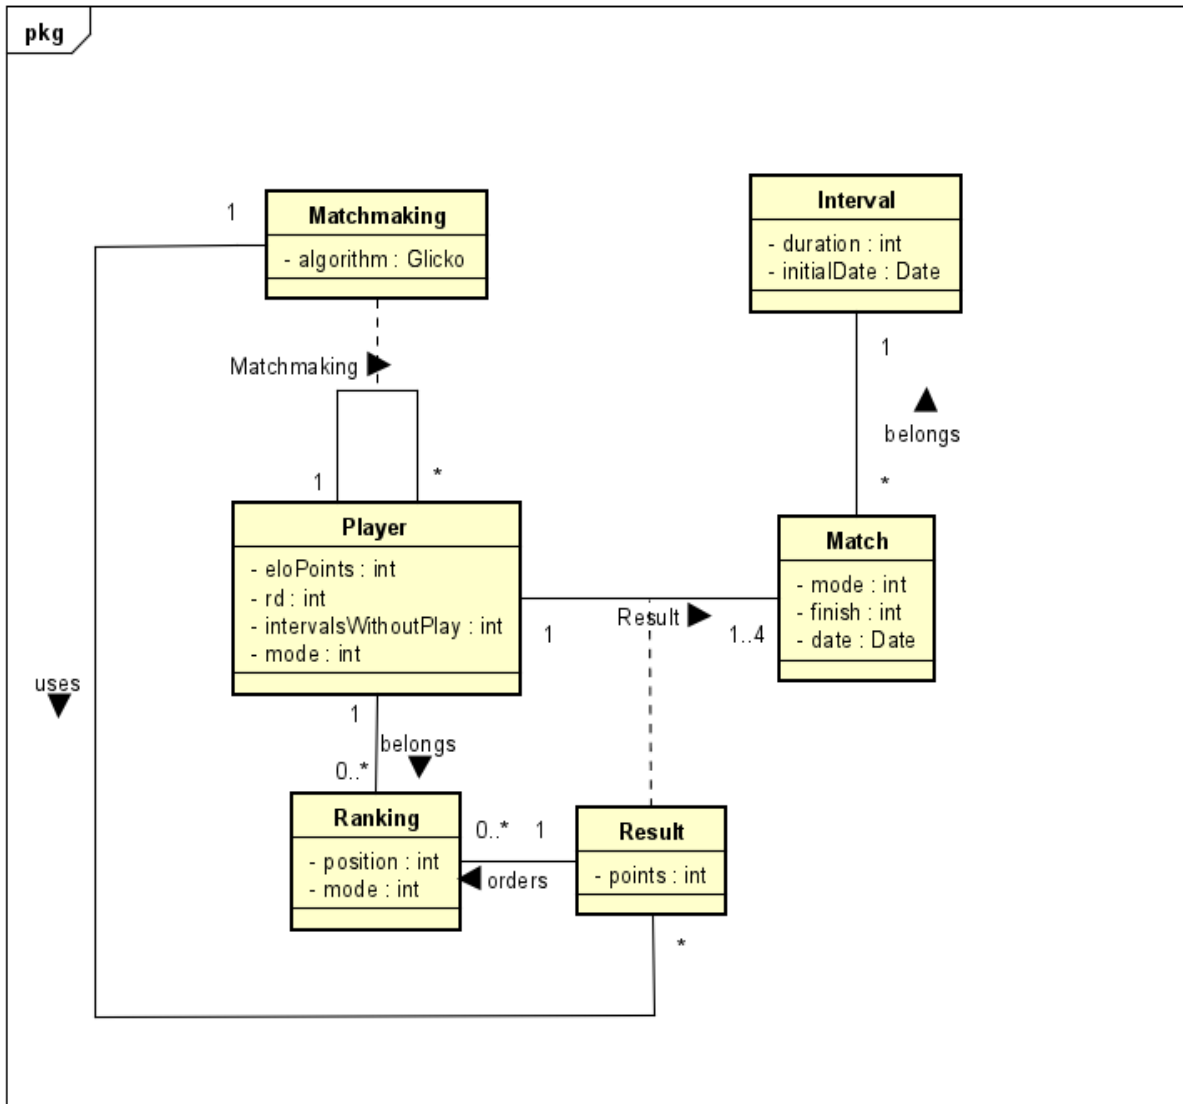 pkg
1
Matchmaking
- algorithm : Glicko
Interval
- duration : int
- initialDate : Date
Matchmaking
1
belongs
1
*
*
Player
- eloPoints : int
- rd : int
- intervalsWithoutPlay : int
- mode : int
Match
- mode : int
- finish : int
- date : Date
Result
1
1..4
uses
1
belongs
0..*
Ranking
- position : int
- mode : int
0..*
1
orders
Result
- points : int
*